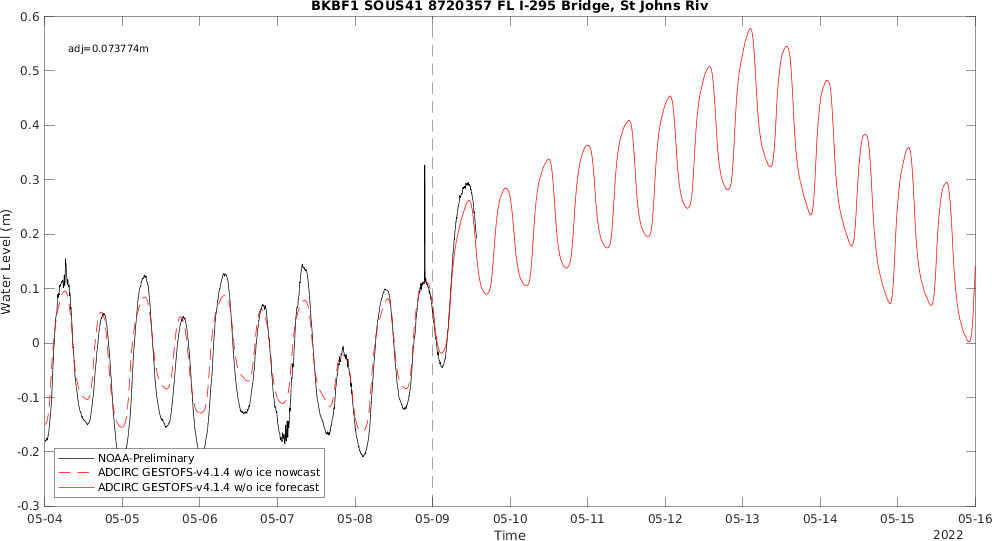 BKBF1 SOUS41 8720357 FL I-295 Bridge, St Johns Riv
adj=0.073774m
0.6
0.5
0.4
0.3
0.2
0.1
0
-0.1
-0.2
-0.3
Water Level (m)
NOAA-Preliminary
ADCIRC GESTOFS-v4.1.4 w/o ice nowcast
ADCIRC GESTOFS-v4.1.4 w/o ice forecast
05-04 05-05 05-06 05-07 05-08 05-09 05-10 05-11 05-12 05-13 05-14 05-15 05-16
Time
2022